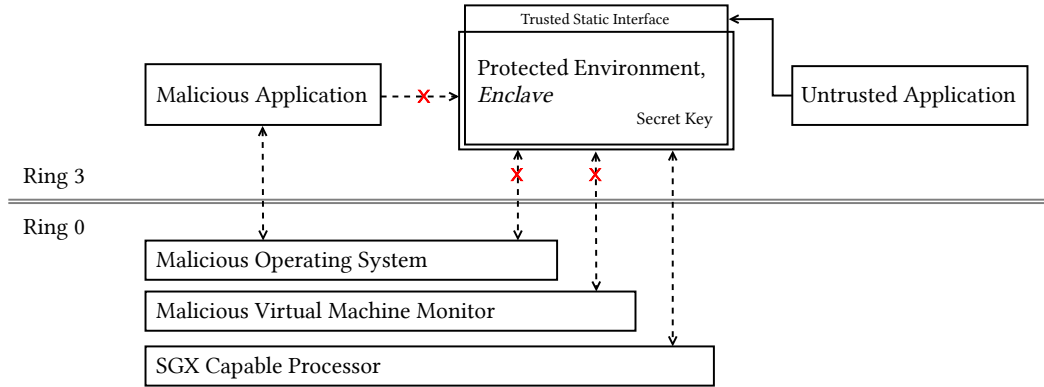 Trusted Static Interface
Protected Environment,
Enclave
Secret Key
Malicious Application
Untrusted Application
Ring 3
Ring 0
Malicious Operating System
Malicious Virtual Machine Monitor
SGX Capable Processor